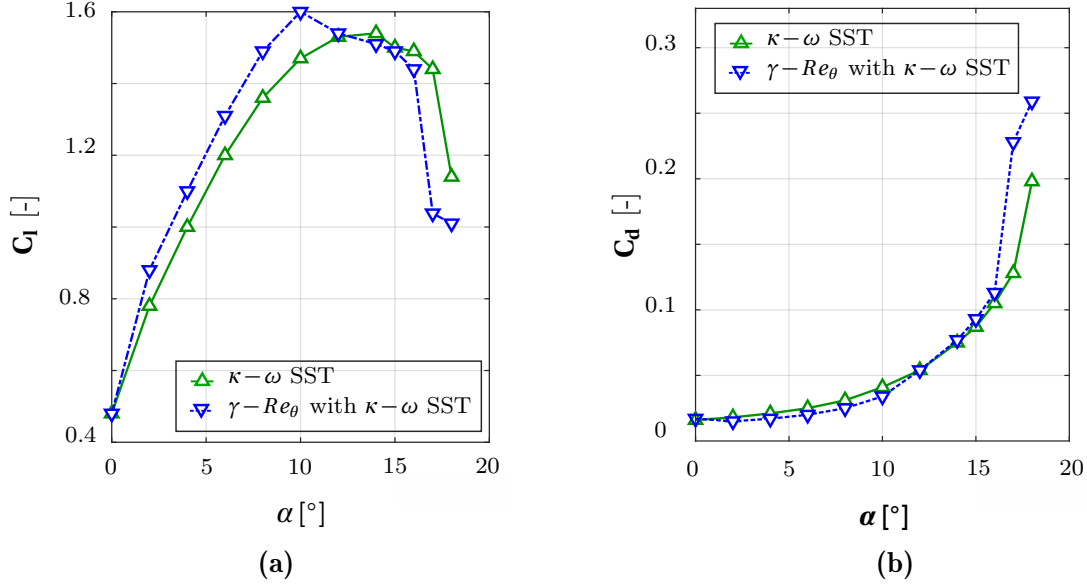 1.6
1.2
0.8
0.4
C_l [-]
κ−ω SST
γ−Re_θ with κ−ω SST
0 5 10 15 20
α [°]
(a)
0.3
0.2
0.1
0
C_d [-]
κ−ω SST
γ−Re_θ with κ−ω SST
0 5 10 15 20
α [°]
(b)